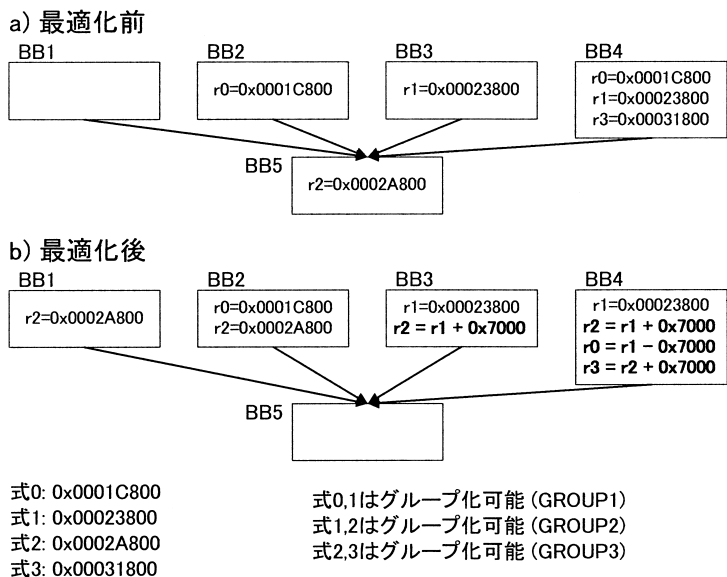 a) 最適化前
BB1
BB2
BB3
BB4
r0=0x0001C800
r1=0x00023800
r0=0x0001C800
r1=0x00023800
r3=0x00031800
BB5
r2=0x0002A800
b) 最適化後
BB1
BB2
BB3
BB4
r2=0x0002A800
r0=0x0001C800
r2=0x0002A800
r1=0x00023800
r2 = r1 + 0x7000
r1=0x00023800
r2 = r1 + 0x7000
r0 = r1 − 0x7000
r3 = r2 + 0x7000
BB5
式0: 0x0001C800
式1: 0x00023800
式2: 0x0002A800
式3: 0x00031800
式0,1はグループ化可能 (GROUP1)
式1,2はグループ化可能 (GROUP2)
式2,3はグループ化可能 (GROUP3)